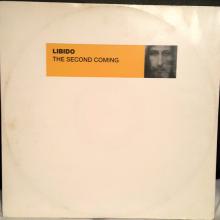 LIBIDO
THE SECOND COMING